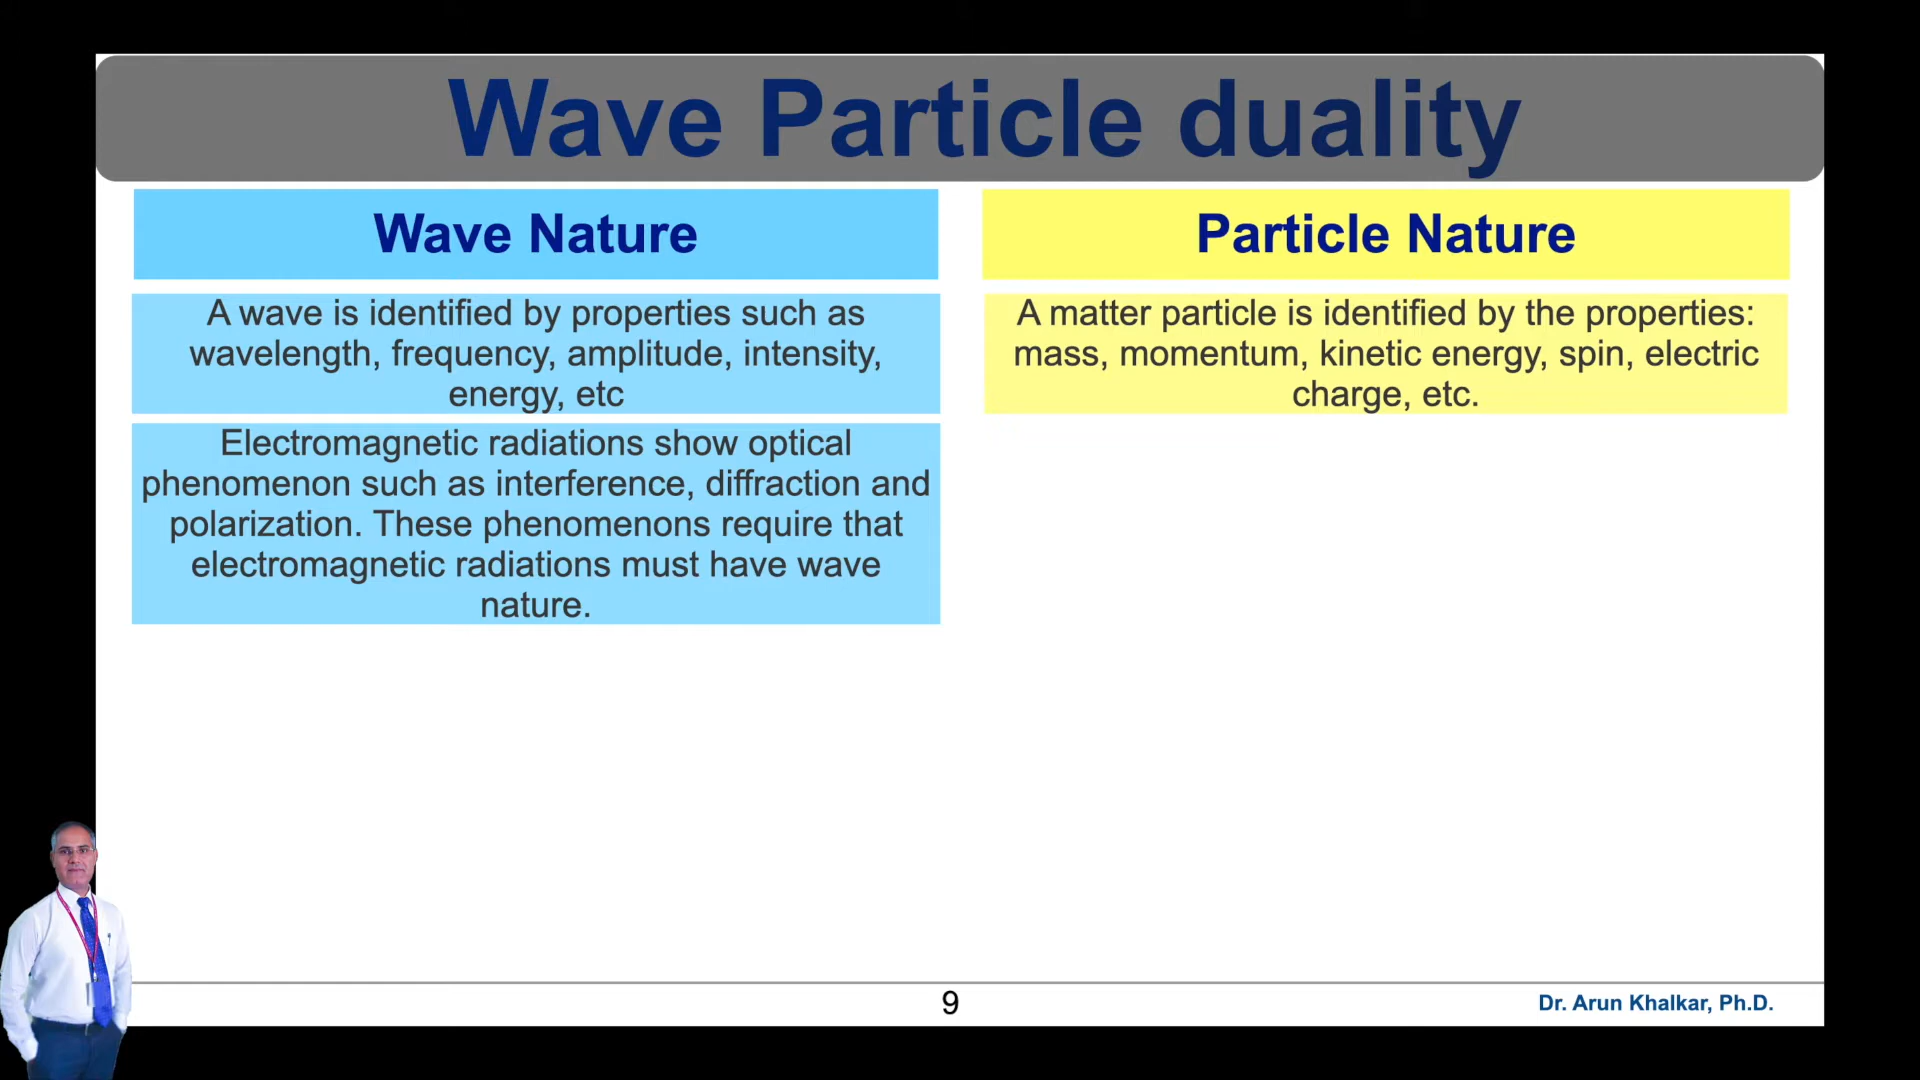 Wave Particle duality
Wave Nature
A wave is identified by properties such as
wavelength, frequency, amplitude, intensity,
energy, etc
Electromagnetic radiations show optical
phenomenon such as interference, diffraction and
polarization. These phenomenons require that
electromagnetic radiations must have wave
nature.
Particle Nature
A matter particle is identified by the properties:
mass, momentum, kinetic energy, spin, electric
charge, etc.
9
Dr. Arun Khalkar, Ph.D.